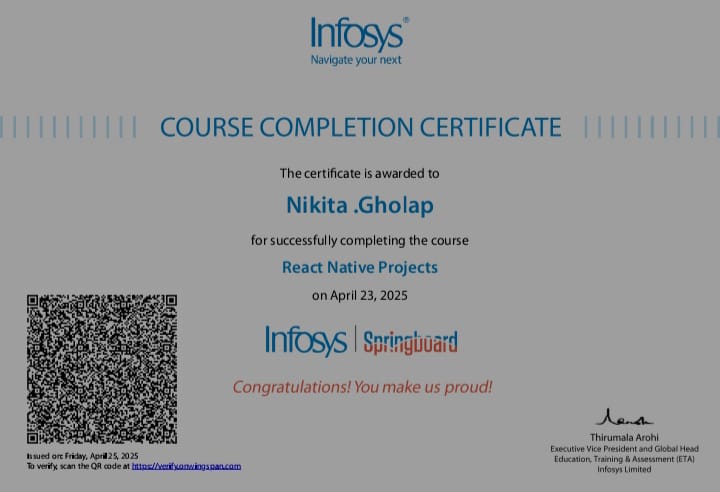 Infosys®
Navigate your next
COURSE COMPLETION CERTIFICATE
The certificate is awarded to
Nikita .Gholap
for successfully completing the course
React Native Projects
on April 23, 2025
Infosys | Springboard
Congratulations! You make us proud!
Thirumala Arohi
Executive Vice President and Global Head
Education, Training & Assessment (ETA)
Infosys Limited
Issued on: Friday, April 25, 2025
To verify, scan the QR code at https://verify.onwingspan.com